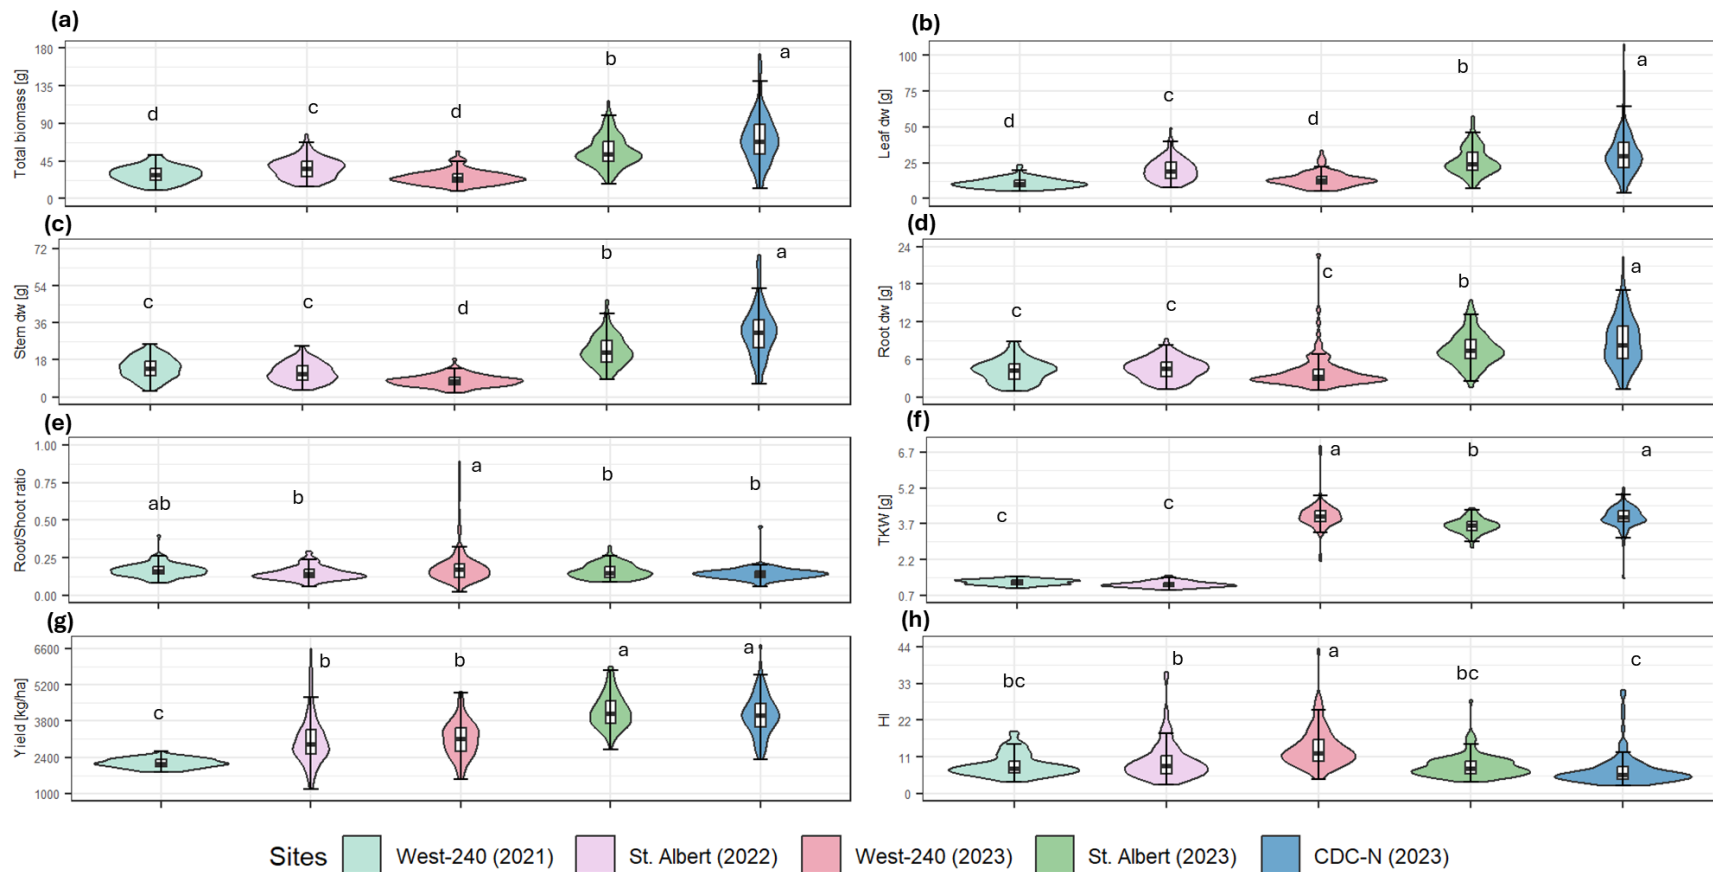 (a)
Total biomass [g]
180
135
90
45
0
d
c
d
b
a
(b)
Leaf dw [g]
100
75
50
25
0
d
c
d
b
a
(c)
Stem dw [g]
72
54
36
18
0
c
c
d
b
a
(d)
Root dw [g]
24
18
12
6
0
c
c
c
b
a
(e)
Root/Shoot ratio
1.00
0.75
0.50
0.25
0.00
ab
b
a
b
b
(f)
TKW [g]
6.7
5.2
3.7
2.2
0.7
c
c
a
b
a
(g)
Yield [kg/ha]
6600
5200
3800
2400
1000
c
b
b
a
a
(h)
HI
44
33
22
11
0
bc
b
a
bc
c
Sites West-240 (2021) St. Albert (2022) West-240 (2023) St. Albert (2023) CDC-N (2023)